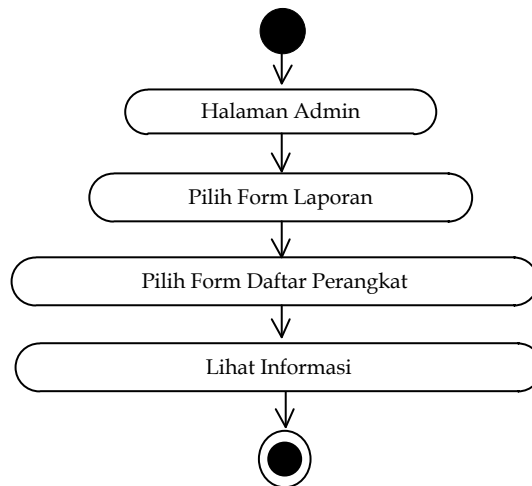 Halaman Admin
Pilih Form Laporan
Pilih Form Daftar Perangkat
Lihat Informasi